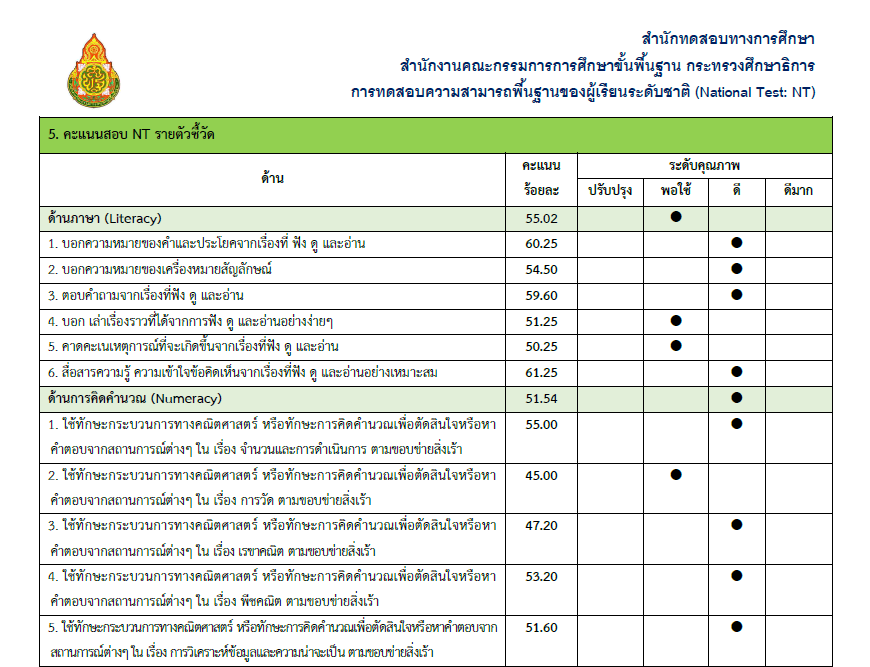 สำนักทดสอบทางการศึกษา
สำนักงานคณะกรรมการการศึกษาขั้นพื้นฐาน กระทรวงศึกษาธิการ
การทดสอบความสามารถพื้นฐานของผู้เรียนระดับชาติ (National Test: NT)
5. คะแนนสอบ NT รายตัวชี้วัด
ด้าน
คะแนน
ร้อยละ
ระดับคุณภาพ
ปรับปรุง พอใช้ ดี ดีมาก
ด้านภาษา (Literacy) 55.02 ●
1. บอกความหมายของคำและประโยคจากเรื่องที่ ฟัง ดู และอ่าน 60.25 ●
2. บอกความหมายของเครื่องหมายสัญลักษณ์ 54.50 ●
3. ตอบคำถามจากเรื่องที่ฟัง ดู และอ่าน 59.60 ●
4. บอก เล่าเรื่องราวที่ได้จากการฟัง ดู และอ่านอย่างง่ายๆ 51.25 ●
5. คาดคะเนเหตุการณ์ที่จะเกิดขึ้นจากเรื่องที่ฟัง ดู และอ่าน 50.25 ●
6. สื่อสารความรู้ ความเข้าใจข้อคิดเห็นจากเรื่องที่ฟัง ดู และอ่านอย่างเหมาะสม 61.25 ●
ด้านการคิดคำนวณ (Numeracy) 51.54 ●
1. ใช้ทักษะกระบวนการทางคณิตศาสตร์ หรือทักษะการคิดคำนวณเพื่อตัดสินใจหรือหา 55.00 ●
คำตอบจากสถานการณ์ต่างๆ ใน เรื่อง จำนวนและการดำเนินการ ตามขอบข่ายสิ่งเร้า
2. ใช้ทักษะกระบวนการทางคณิตศาสตร์ หรือทักษะการคิดคำนวณเพื่อตัดสินใจหรือหา 45.00 ●
คำตอบจากสถานการณ์ต่างๆ ใน เรื่อง การวัด ตามขอบข่ายสิ่งเร้า
3. ใช้ทักษะกระบวนการทางคณิตศาสตร์ หรือทักษะการคิดคำนวณเพื่อตัดสินใจหรือหา 47.20 ●
คำตอบจากสถานการณ์ต่างๆ ใน เรื่อง เรขาคณิต ตามขอบข่ายสิ่งเร้า
4. ใช้ทักษะกระบวนการทางคณิตศาสตร์ หรือทักษะการคิดคำนวณเพื่อตัดสินใจหรือหา 53.20 ●
คำตอบจากสถานการณ์ต่างๆ ใน เรื่อง พีชคณิต ตามขอบข่ายสิ่งเร้า
5. ใช้ทักษะกระบวนการทางคณิตศาสตร์ หรือทักษะการคิดคำนวณเพื่อตัดสินใจหรือหาคำตอบจาก 51.60 ●
สถานการณ์ต่างๆ ใน เรื่อง การวิเคราะห์ข้อมูลและความน่าจะเป็น ตามขอบข่ายสิ่งเร้า